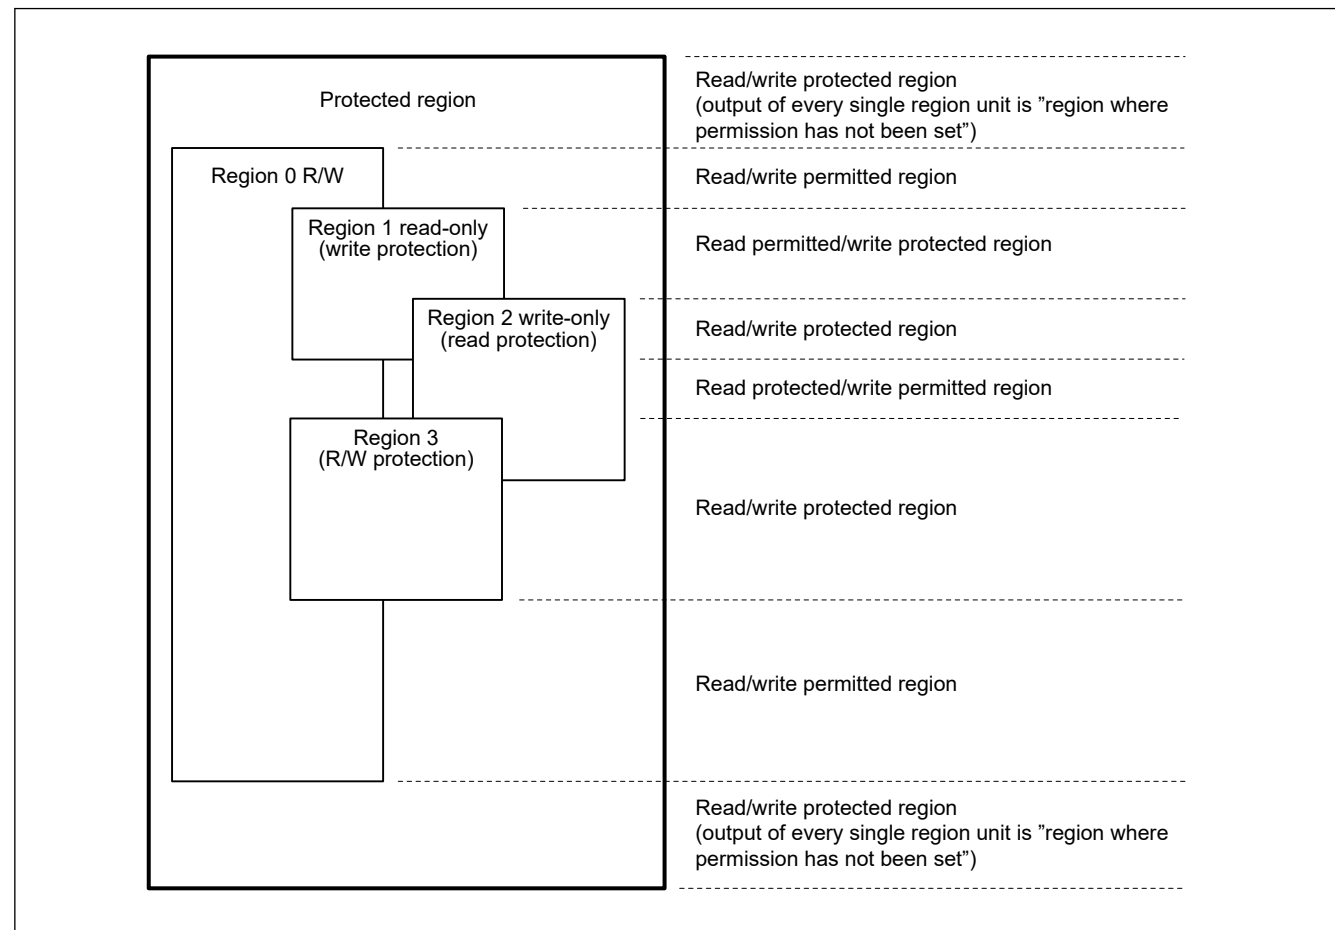 Protected region
Read/write protected region
(output of every single region unit is ”region where
permission has not been set”)
Region 0 R/W
Read/write permitted region
Region 1 read-only
(write protection)
Read permitted/write protected region
Region 2 write-only
(read protection)
Read/write protected region
Read protected/write permitted region
Region 3
(R/W protection)
Read/write protected region
Read/write permitted region
Read/write protected region
(output of every single region unit is ”region where
permission has not been set”)